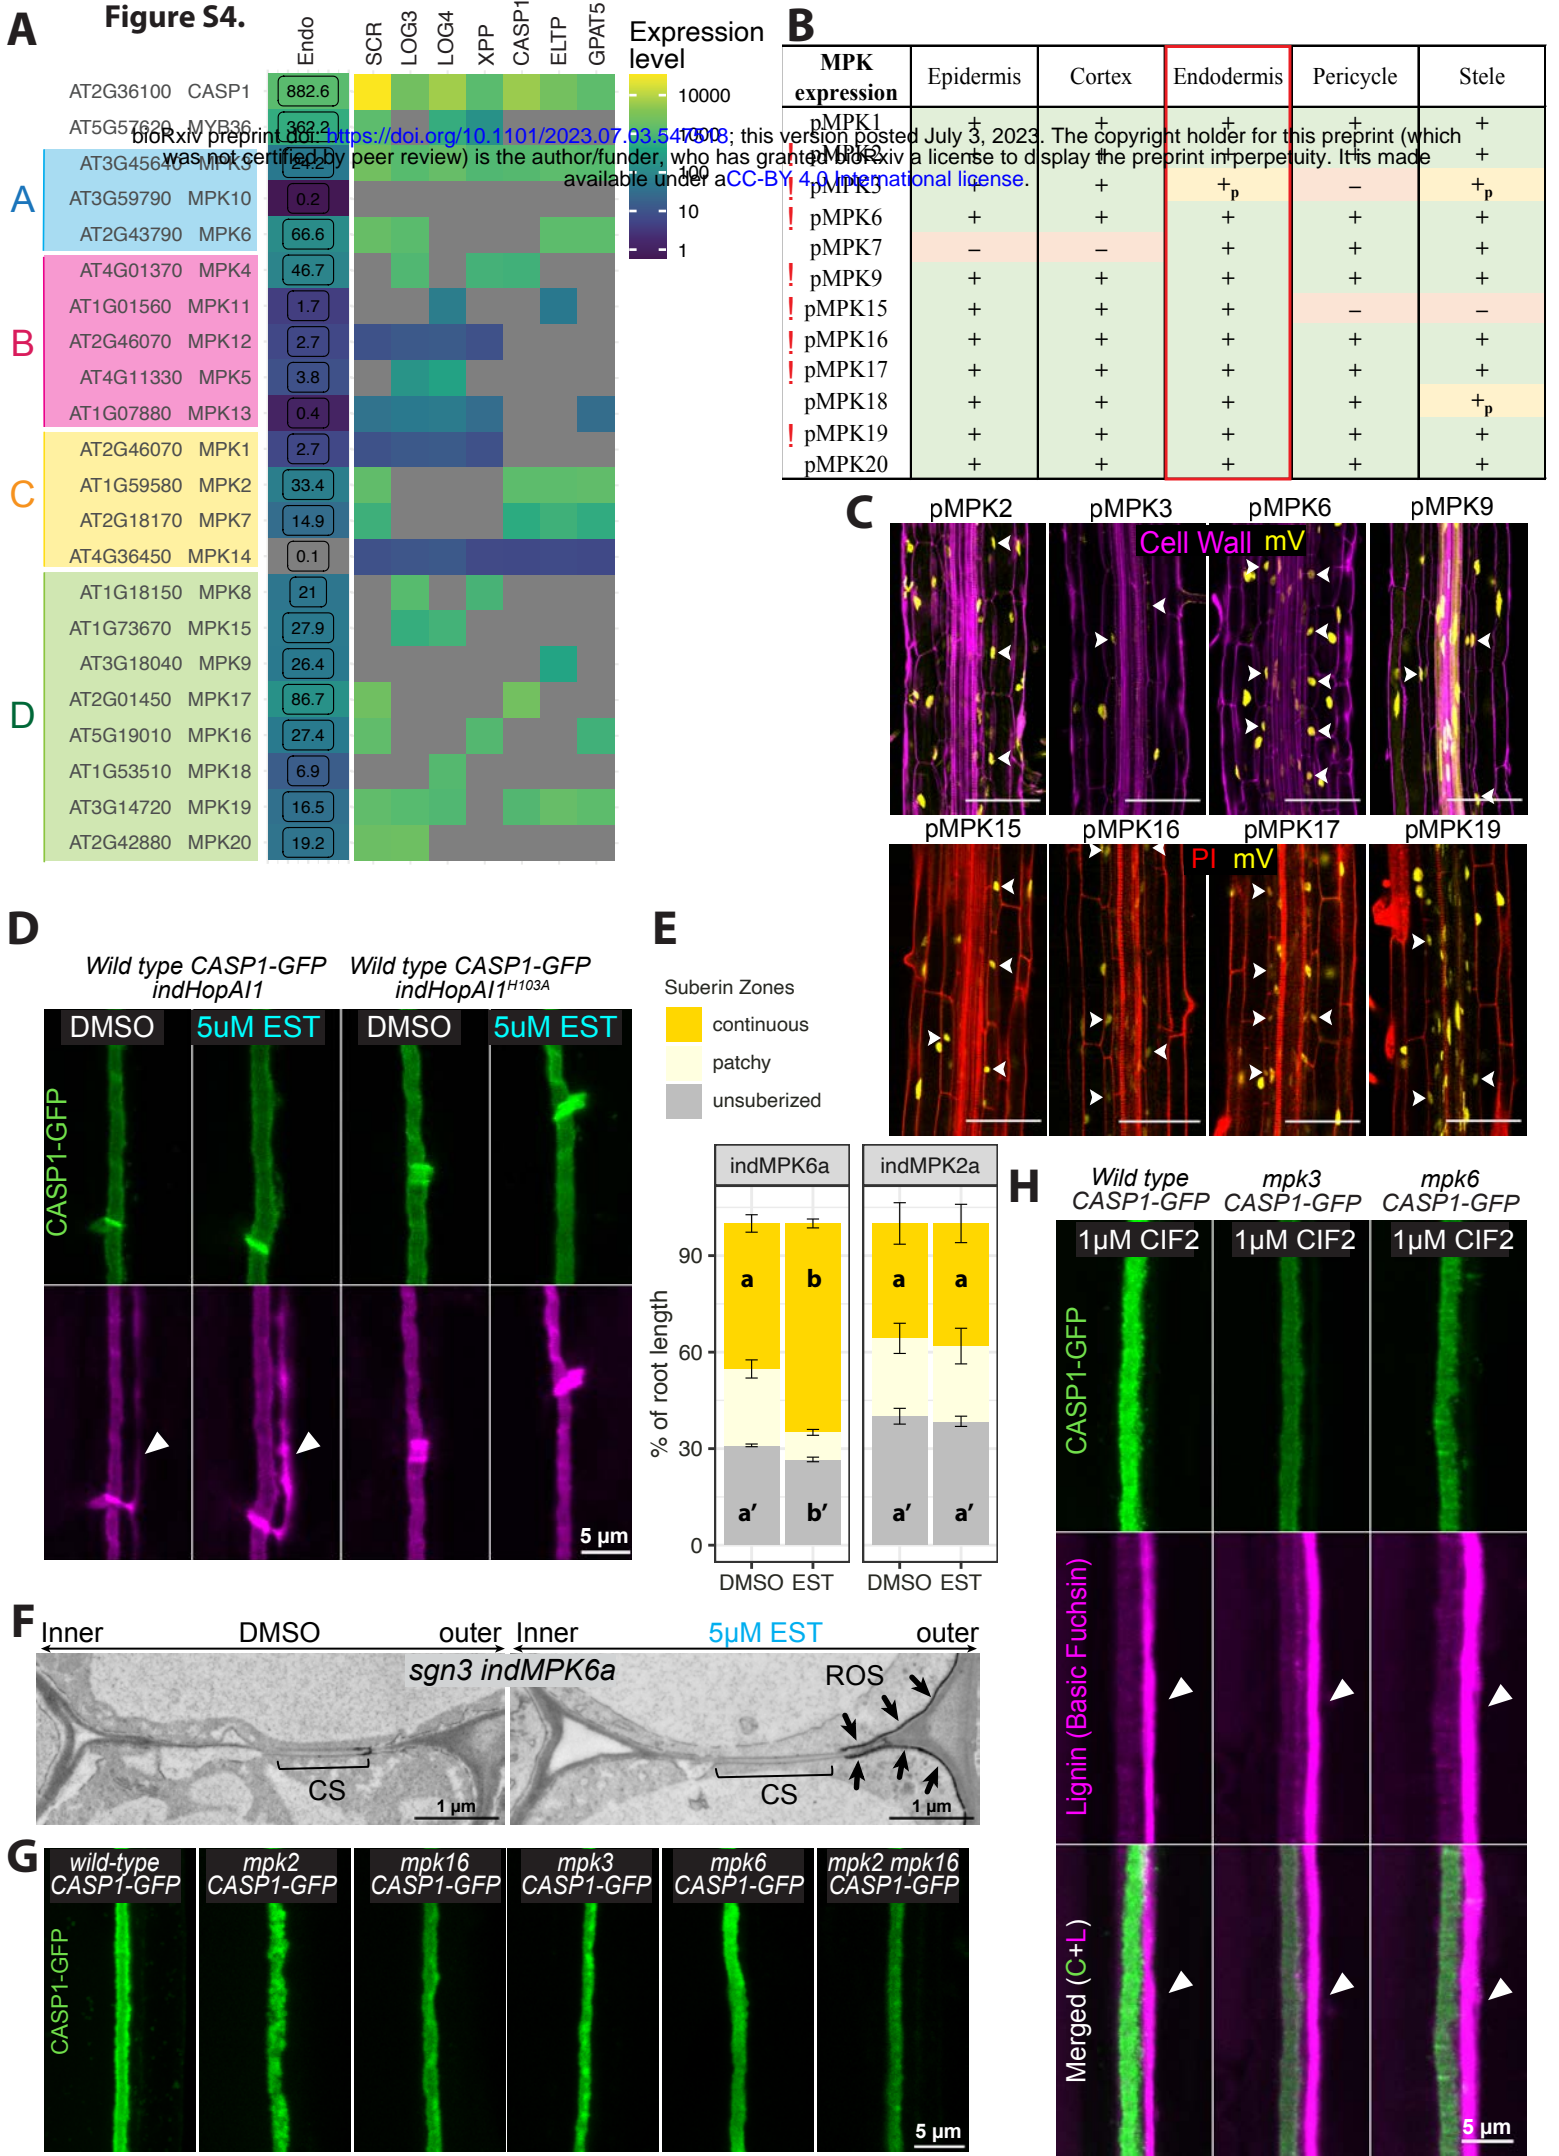 Figure S4.
A
Endo
SCR
LOG3
LOG4
XPP
CASP1
ELTP
GPAT5
Expression
level
10000
1000
100
10
1
AT2G36100 CASP1 882.6
AT5G57620 MYB36 362.2
bioRxiv preprint doi: https://doi.org/10.1101/2023.07.03.547518; this version posted July 3, 2023. The copyright holder for this preprint (which
was not certified by peer review) is the author/funder, who has granted bioRxiv a license to display the preprint in perpetuity. It is made
available under aCC-BY 4.0 International license.
A
AT3G45640 MPK3 24.2
AT3G59790 MPK10 0.2
AT2G43790 MPK6 66.6
B
AT4G01370 MPK4 46.7
AT1G01560 MPK11 1.7
AT2G46070 MPK12 2.7
AT4G11330 MPK5 3.8
AT1G07880 MPK13 0.4
C
AT2G46070 MPK1 2.7
AT1G59580 MPK2 33.4
AT2G18170 MPK7 14.9
AT4G36450 MPK14 0.1
D
AT1G18150 MPK8 21
AT1G73670 MPK15 27.9
AT3G18040 MPK9 26.4
AT2G01450 MPK17 86.7
AT5G19010 MPK16 27.4
AT1G53510 MPK18 6.9
AT3G14720 MPK19 16.5
AT2G42880 MPK20 19.2
B
MPK
expression
Epidermis Cortex Endodermis Pericycle Stele
pMPK1 + + + + +
! pMPK2 + + + + +
! pMPK3 + + +p – +p
! pMPK6 + + + + +
pMPK7 – – + + +
! pMPK9 + + + + +
! pMPK15 + + + – –
! pMPK16 + + + + +
! pMPK17 + + + + +
pMPK18 + + + + +p
! pMPK19 + + + + +
pMPK20 + + + + +
C
pMPK2 pMPK3 pMPK6 pMPK9
Cell Wall mV
pMPK15 pMPK16 pMPK17 pMPK19
PI mV
D
Wild type CASP1-GFP
indHopAI1
Wild type CASP1-GFP
indHopAI1H103A
DMSO 5uM EST DMSO 5uM EST
CASP1-GFP
5 µm
E
Suberin Zones
continuous
patchy
unsuberized
indMPK6a indMPK2a
% of root length
90
60
30
0
a b a a
a′ b′ a′ a′
DMSO EST DMSO EST
F
Inner DMSO outer Inner 5µM EST outer
sgn3 indMPK6a
ROS
CS
CS
1 µm
1 µm
G
wild-type
CASP1-GFP
mpk2
CASP1-GFP
mpk16
CASP1-GFP
mpk3
CASP1-GFP
mpk6
CASP1-GFP
mpk2 mpk16
CASP1-GFP
CASP1-GFP
5 µm
H
Wild type
CASP1-GFP
mpk3
CASP1-GFP
mpk6
CASP1-GFP
1µM CIF2 1µM CIF2 1µM CIF2
CASP1-GFP
Lignin (Basic Fuchsin)
Merged (C+L)
5 µm